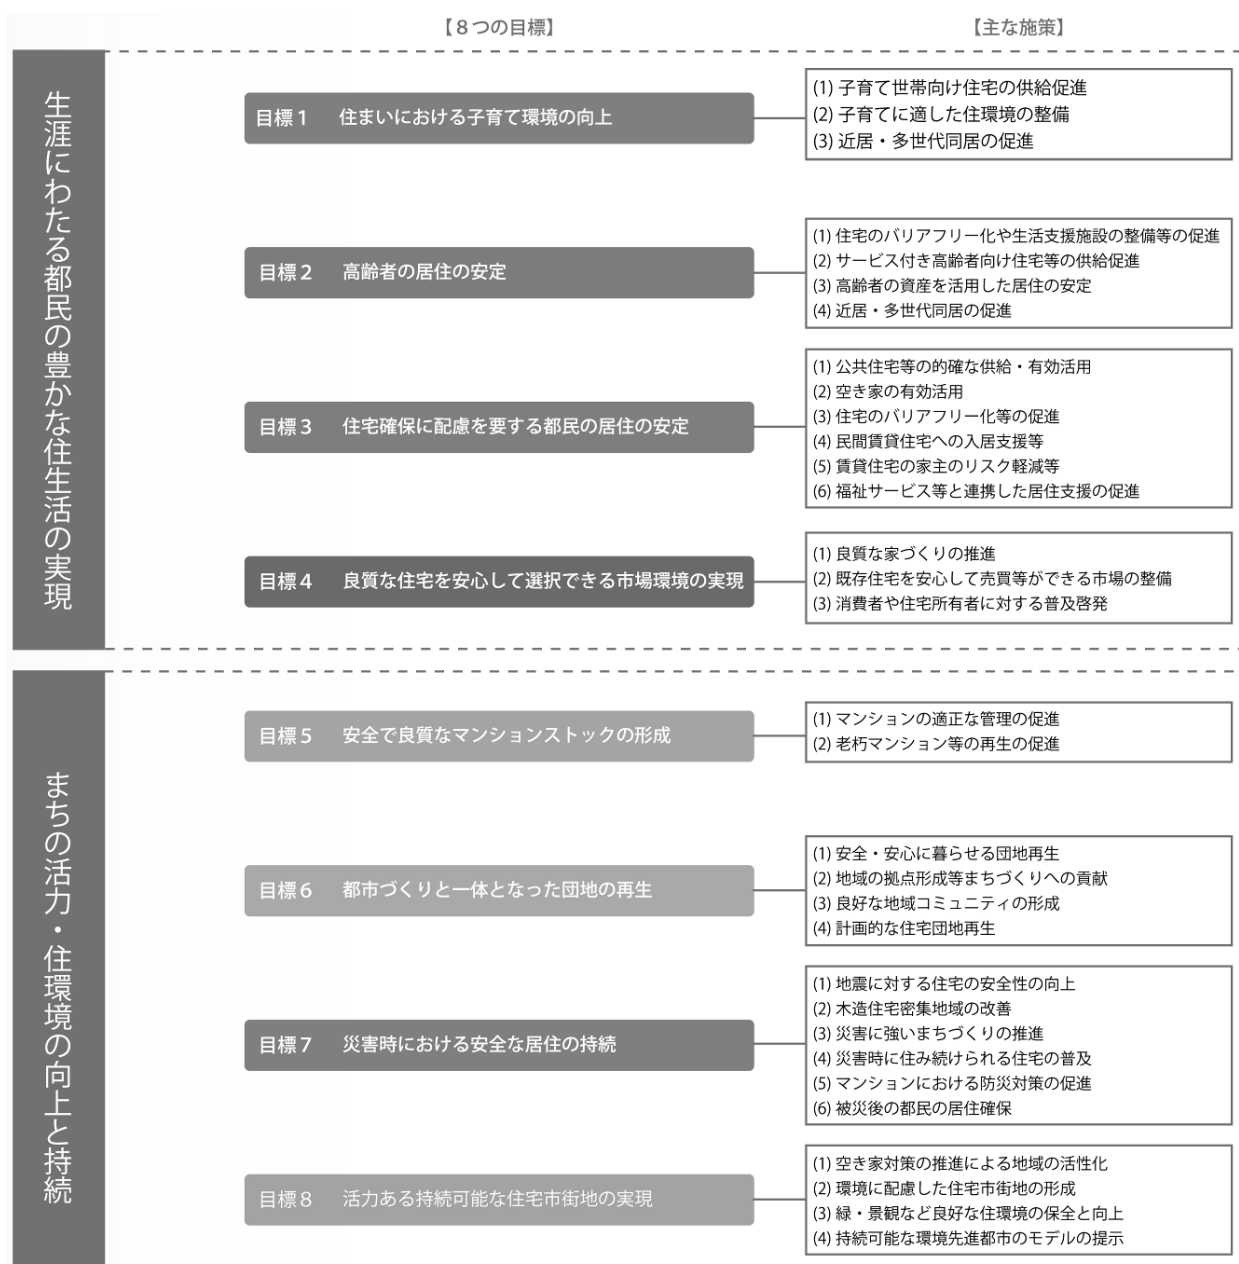 【8つの目標】
【主な施策】
生涯にわたる都民の豊かな住生活の実現
目標1 住まいにおける子育て環境の向上
(1) 子育て世帯向け住宅の供給促進
(2) 子育てに適した住環境の整備
(3) 近居・多世代同居の促進
目標2 高齢者の居住の安定
(1) 住宅のバリアフリー化や生活支援施設の整備等の促進
(2) サービス付き高齢者向け住宅等の供給促進
(3) 高齢者の資産を活用した居住の安定
(4) 近居・多世代同居の促進
目標3 住宅確保に配慮を要する都民の居住の安定
(1) 公共住宅等の的確な供給・有効活用
(2) 空き家の有効活用
(3) 住宅のバリアフリー化等の促進
(4) 民間賃貸住宅への入居支援等
(5) 賃貸住宅の家主のリスク軽減等
(6) 福祉サービス等と連携した居住支援の促進
目標4 良質な住宅を安心して選択できる市場環境の実現
(1) 良質な家づくりの推進
(2) 既存住宅を安心して売買等ができる市場の整備
(3) 消費者や住宅所有者に対する普及啓発
まちの活力・住環境の向上と持続
目標5 安全で良質なマンションストックの形成
(1) マンションの適正な管理の促進
(2) 老朽マンション等の再生の促進
目標6 都市づくりと一体となった団地の再生
(1) 安全・安心に暮らせる団地再生
(2) 地域の拠点形成等まちづくりへの貢献
(3) 良好な地域コミュニティの形成
(4) 計画的な住宅団地再生
目標7 災害時における安全な居住の持続
(1) 地震に対する住宅の安全性の向上
(2) 木造住宅密集地域の改善
(3) 災害に強いまちづくりの推進
(4) 災害時に住み続けられる住宅の普及
(5) マンションにおける防災対策の促進
(6) 被災後の都民の居住確保
目標8 活力ある持続可能な住宅市街地の実現
(1) 空き家対策の推進による地域の活性化
(2) 環境に配慮した住宅市街地の形成
(3) 緑・景観など良好な住環境の保全と向上
(4) 持続可能な環境先進都市のモデルの提示